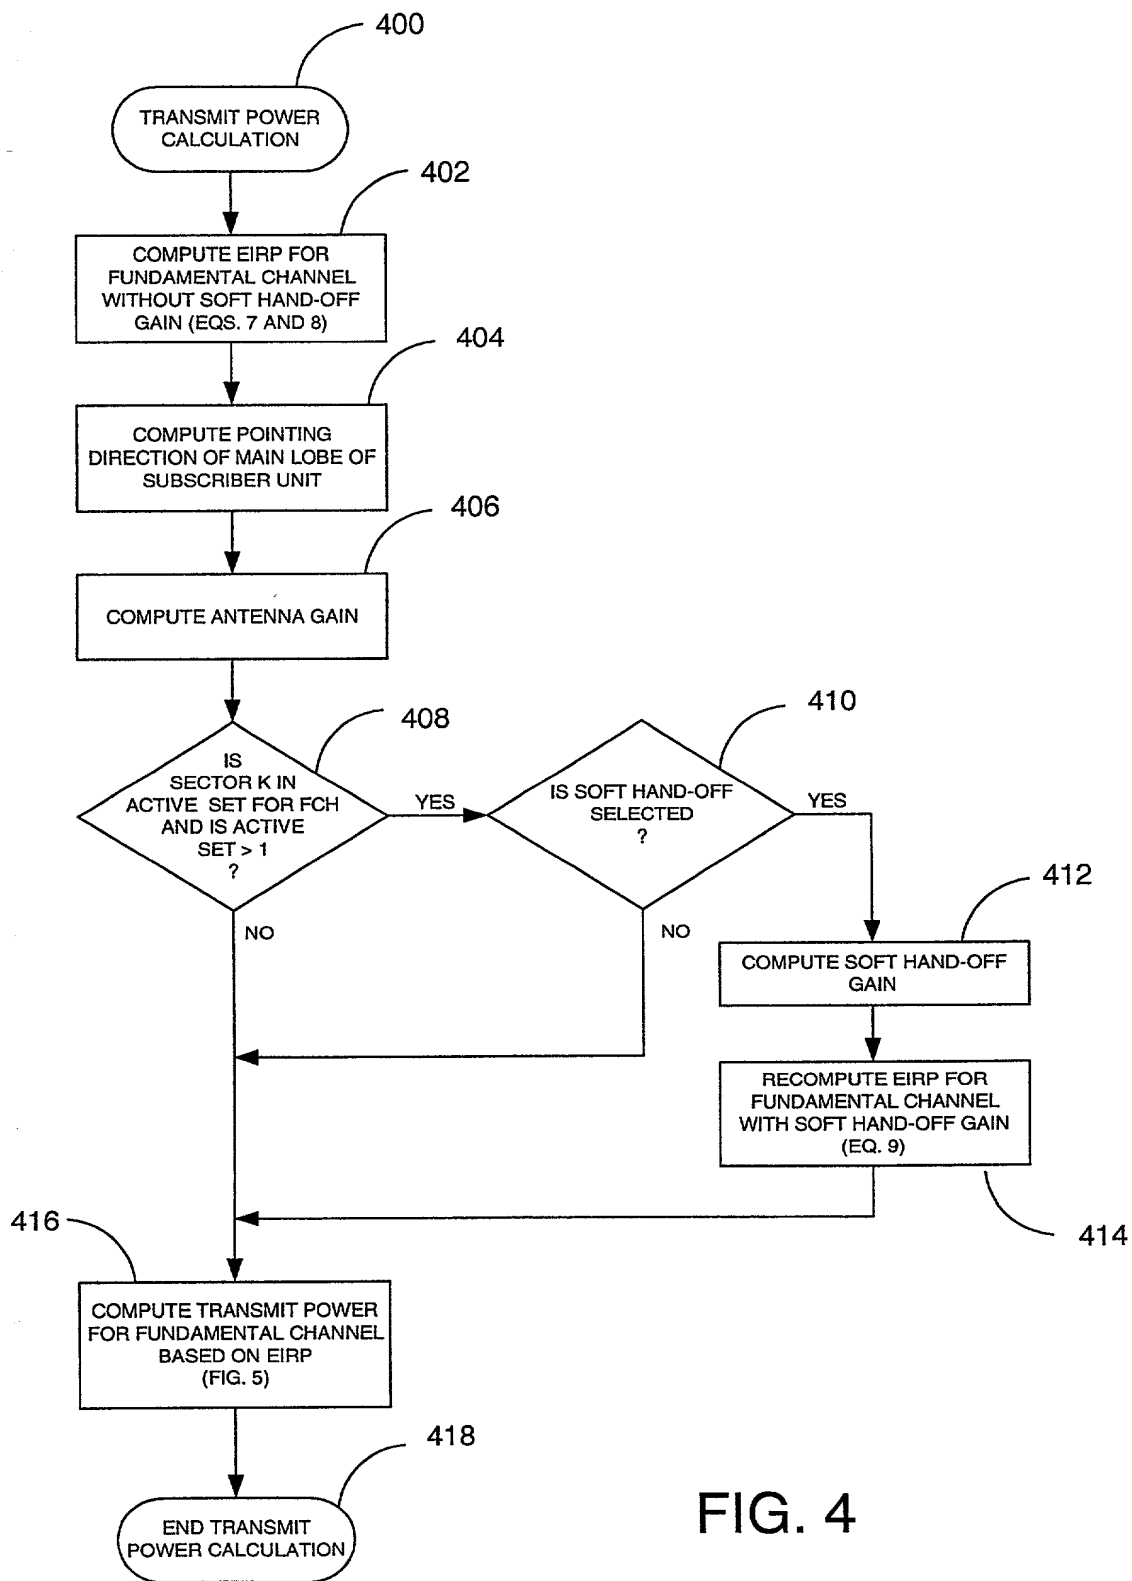 400
TRANSMIT POWER
CALCULATION
402
COMPUTE EIRP FOR
FUNDAMENTAL CHANNEL
WITHOUT SOFT HAND-OFF
GAIN (EQS. 7 AND 8)
404
COMPUTE POINTING
DIRECTION OF MAIN LOBE OF
SUBSCRIBER UNIT
406
COMPUTE ANTENNA GAIN
408
IS
SECTOR K IN
ACTIVE SET FOR FCH
AND IS ACTIVE
SET > 1
?
YES
NO
410
IS SOFT HAND-OFF
SELECTED
?
YES
NO
412
COMPUTE SOFT HAND-OFF
GAIN
RECOMPUTE EIRP FOR
FUNDAMENTAL CHANNEL
WITH SOFT HAND-OFF GAIN
(EQ. 9)
414
416
COMPUTE TRANSMIT POWER
FOR FUNDAMENTAL CHANNEL
BASED ON EIRP
(FIG. 5)
418
END TRANSMIT
POWER CALCULATION
FIG. 4